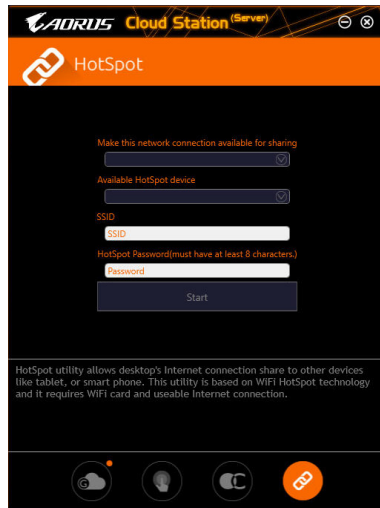 AORUS Cloud Station (Server)
HotSpot
Make this network connection available for sharing
Available HotSpot device
SSID
SSID
HotSpot Password(must have at least 8 characters.)
Password
Start
HotSpot utility allows desktop's Internet connection share to other devices
like tablet, or smart phone. This utility is based on WiFi HotSpot technology
and it requires WiFi card and useable Internet connection.
G